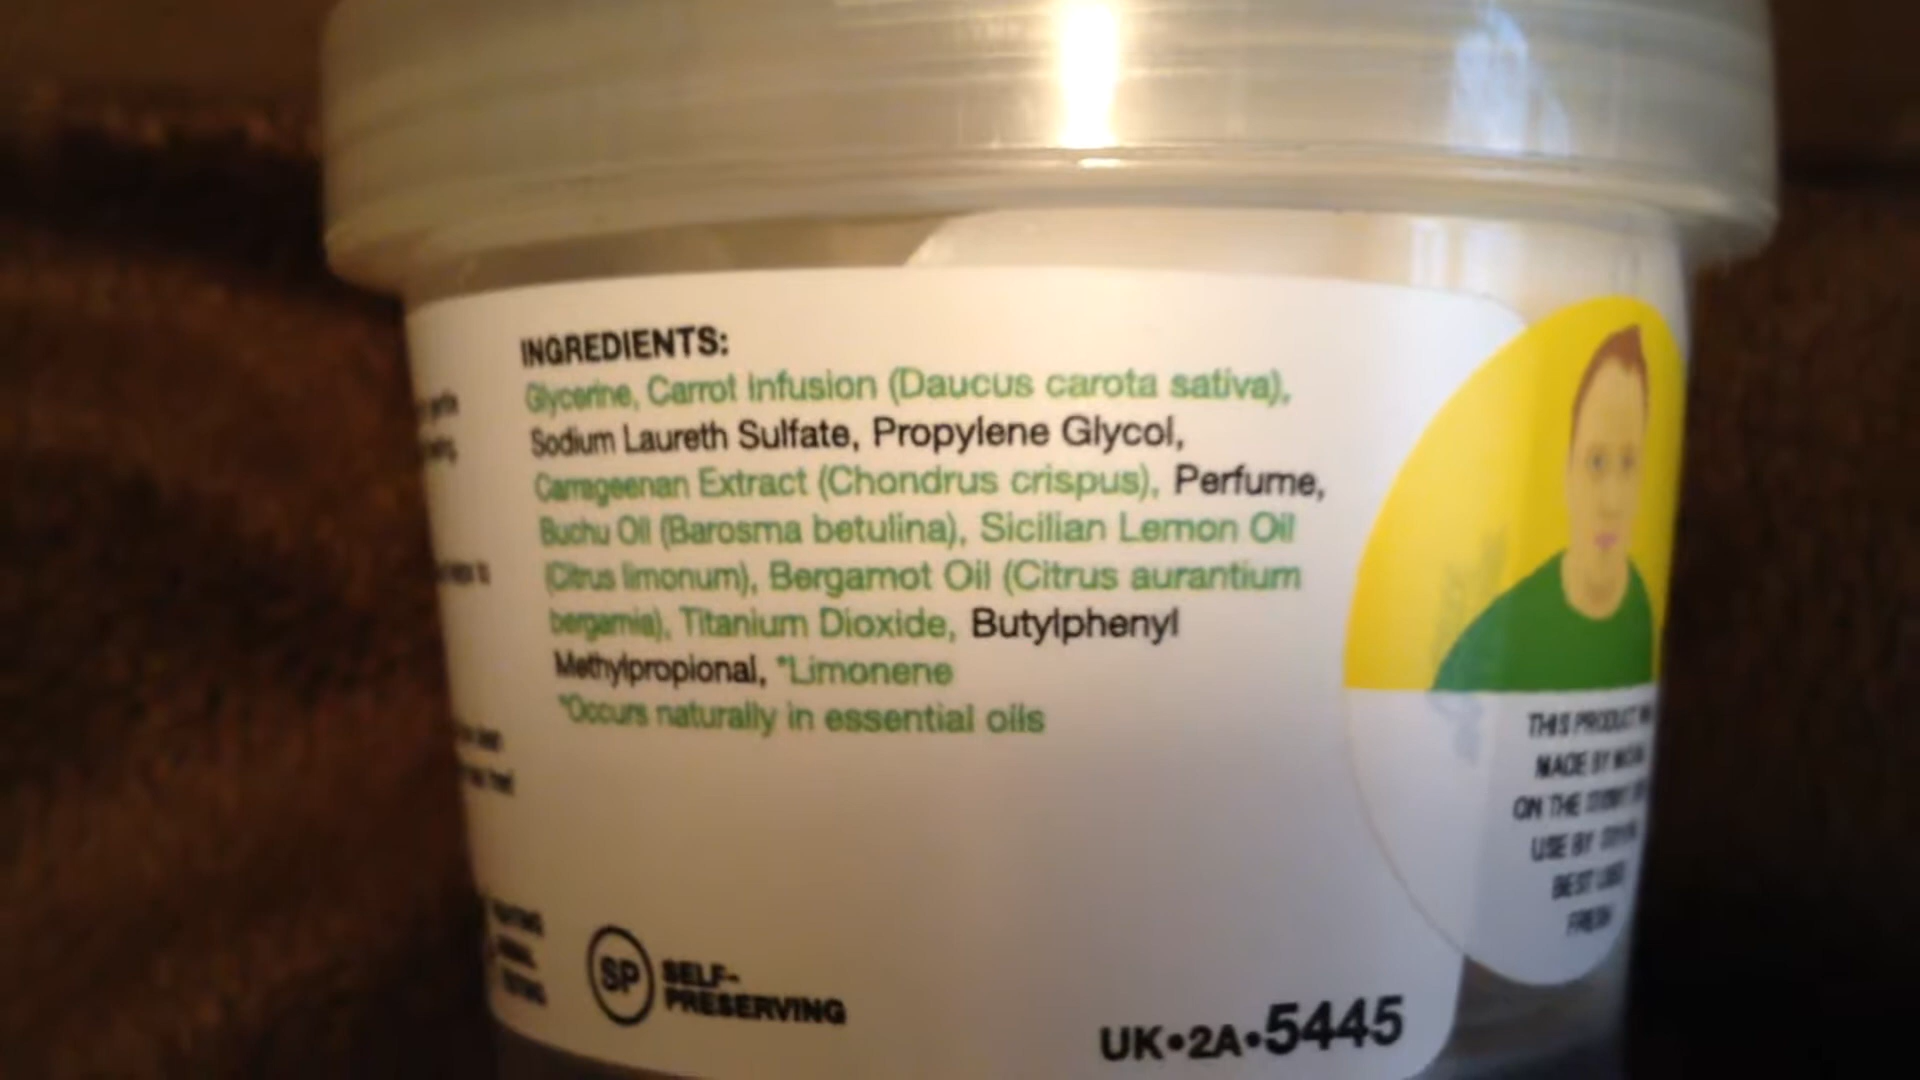 INGREDIENTS:
Glycerine, Carrot Infusion (Daucus carota sativa),
Sodium Laureth Sulfate, Propylene Glycol,
Carrageenan Extract (Chondrus crispus), Perfume,
Buchu Oil (Barosma betulina), Sicilian Lemon Oil
(Citrus limonum), Bergamot Oil (Citrus aurantium
bergamia), Titanium Dioxide, Butylphenyl
Methylpropional, *Limonene
*Occurs naturally in essential oils
SP SELF-
PRESERVING
UK•2A•5445
THIS PRODUCT
MADE BY
ON THE
USE BY
BEST
FRESH